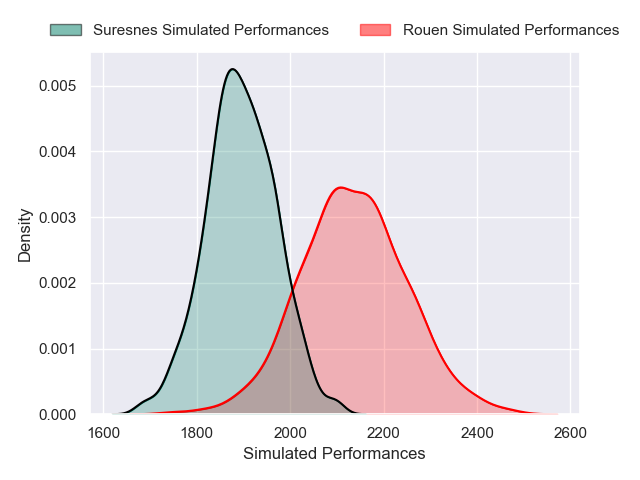 Suresnes Simulated Performances
Rouen Simulated Performances
0.005
0.004
0.003
0.002
0.001
0.000
Density
1600 1800 2000 2200 2400 2600
Simulated Performances